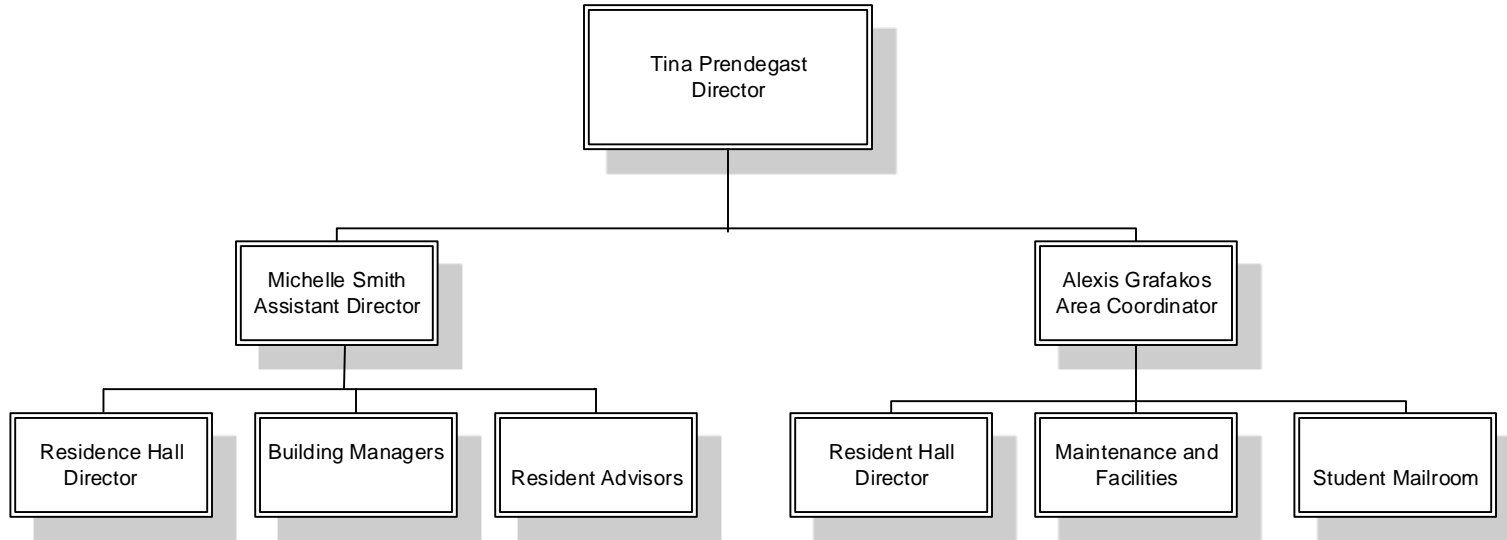 Tina Prendegast
Director
Michelle Smith
Assistant Director
Alexis Grafakos
Area Coordinator
Residence Hall
Director
Building Managers
Resident Advisors
Resident Hall
Director
Maintenance and
Facilities
Student Mailroom